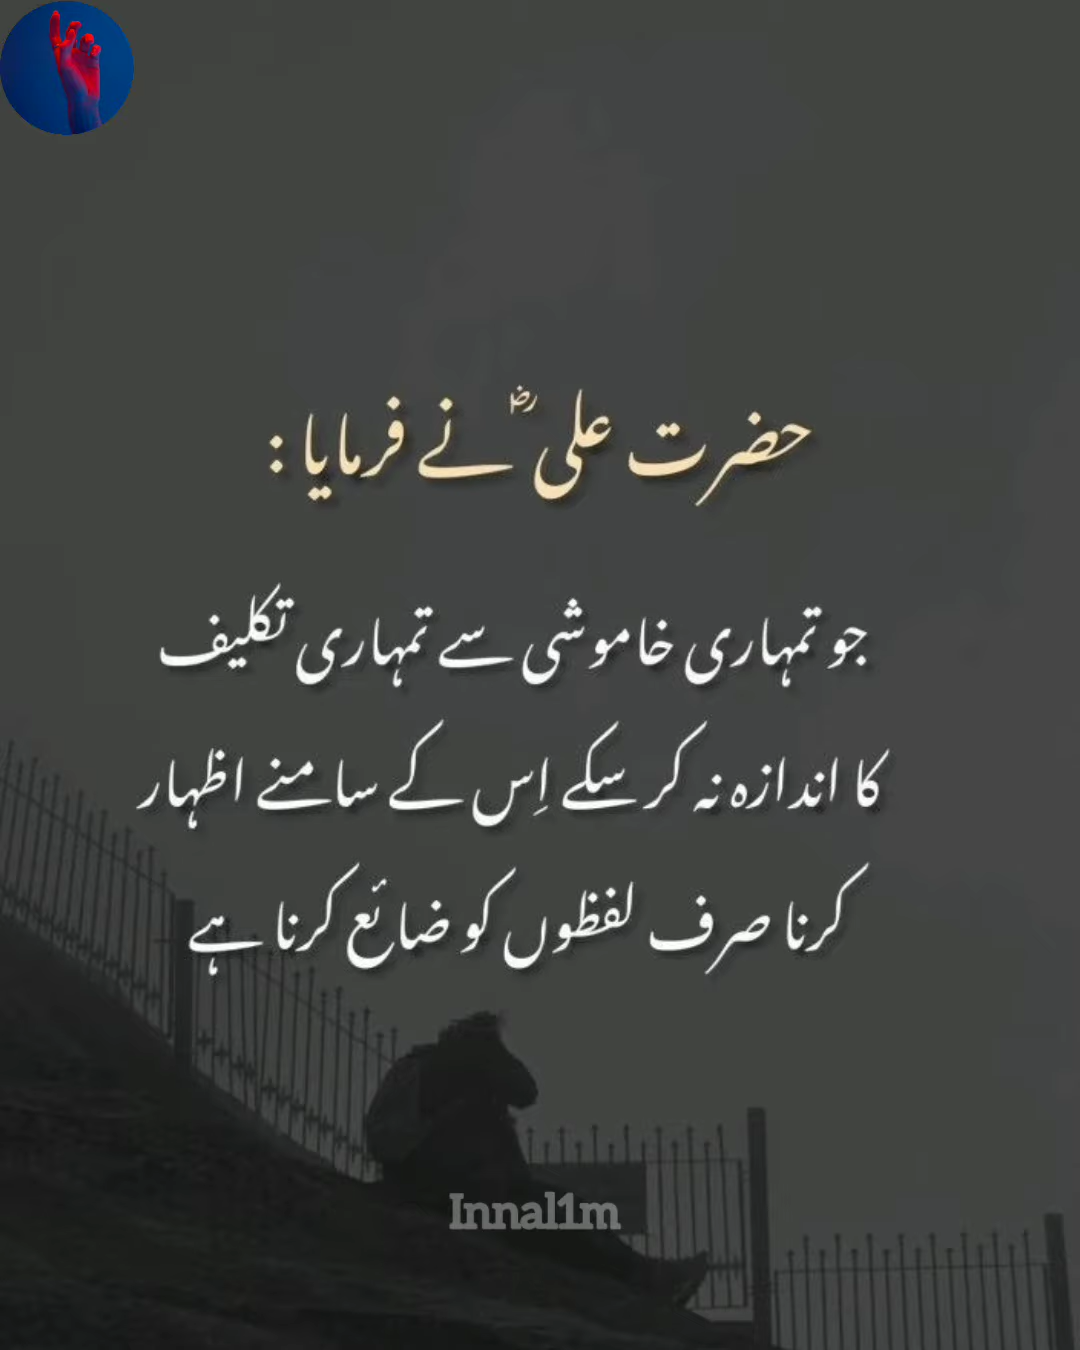 حضرت علیؓ نے فرمایا :
جو تمہاری خاموشی سے تمہاری تکلیف
کا اندازہ نہ کر سکے اِس کے سامنے اظہار
کرنا صرف لفظوں کو ضائع کرنا ہے
Innal1m